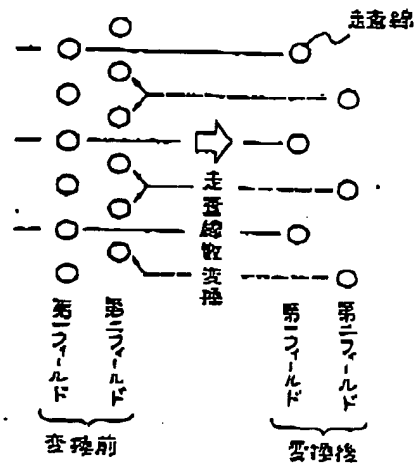 走査線
走査線数変換
第一フィールド
第二フィールド
第一フィールド
第二フィールド
変換前
変換後